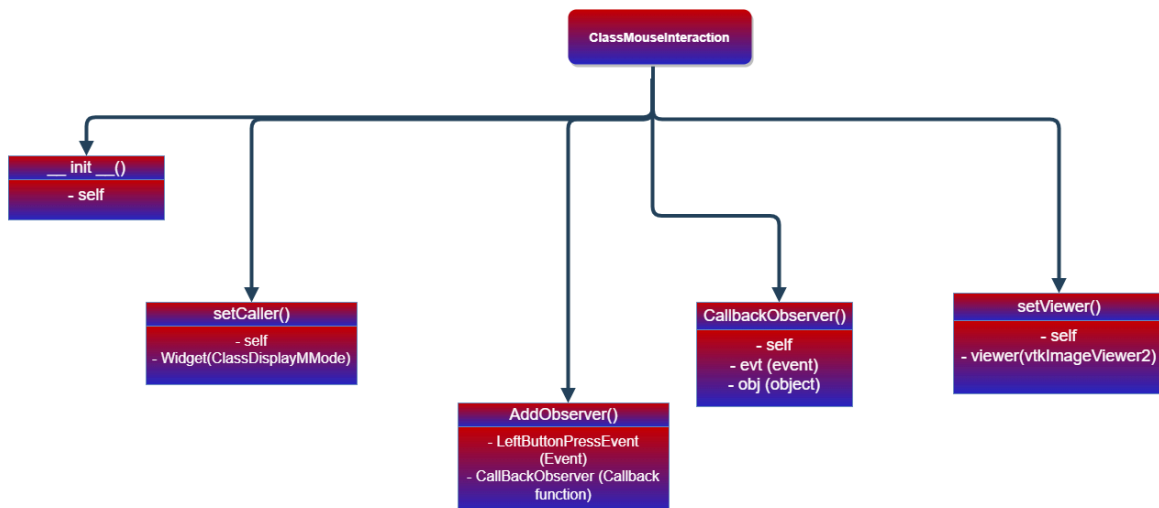 ClassMouseInteraction
__ init __()
- self
setCaller()
- self
- Widget(ClassDisplayMMode)
AddObserver()
- LeftButtonPressEvent
(Event)
- CallBackObserver (Callback
function)
CallbackObserver()
- self
- evt (event)
- obj (object)
setViewer()
- self
- viewer(vtkImageViewer2)